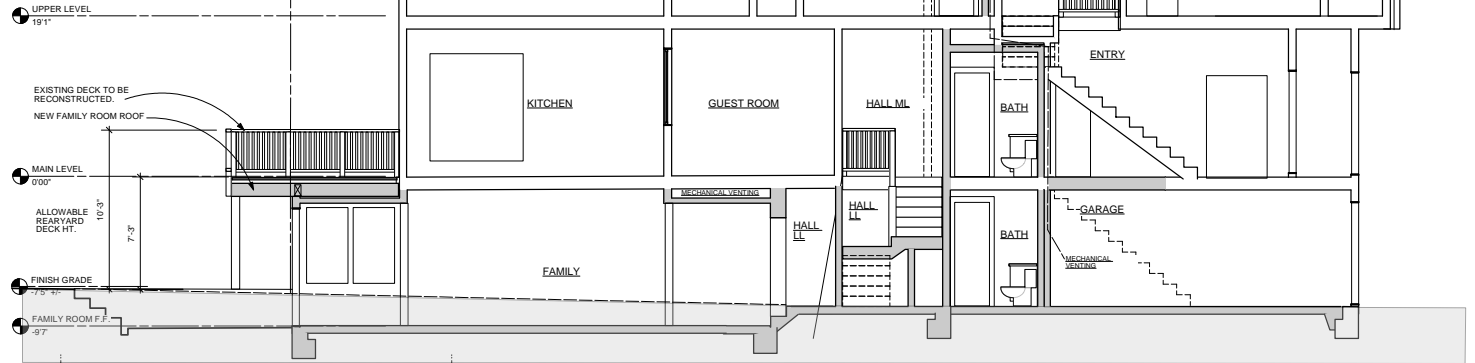 UPPER LEVEL
19'1"
ENTRY
EXISTING DECK TO BE
RECONSTRUCTED.
NEW FAMILY ROOM ROOF
KITCHEN
GUEST ROOM
HALL ML
BATH
MAIN LEVEL
0'00"
MECHANICAL VENTING
ALLOWABLE
REARYARD
DECK HT.
10'-3"
7'-3"
HALL
LL
HALL
LL
GARAGE
BATH
MECHANICAL
VENTING
FAMILY
FINISH GRADE
-7'5" +/-
FAMILY ROOM F.F.
-9'7"